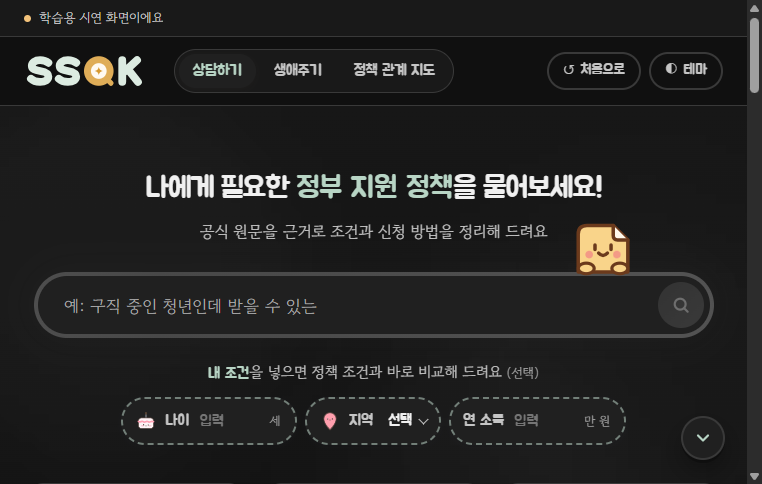 학습용 시연 화면이에요
SSOK 상담하기 생애주기 정책 관계 지도 처음으로 테마
나에게 필요한 정부 지원 정책을 물어보세요!
공식 원문을 근거로 조건과 신청 방법을 정리해 드려요
예: 구직 중인 청년인데 받을 수 있는
내 조건을 넣으면 정책 조건과 바로 비교해 드려요 (선택)
나이 입력 세 지역 선택 연 소득 입력 만 원